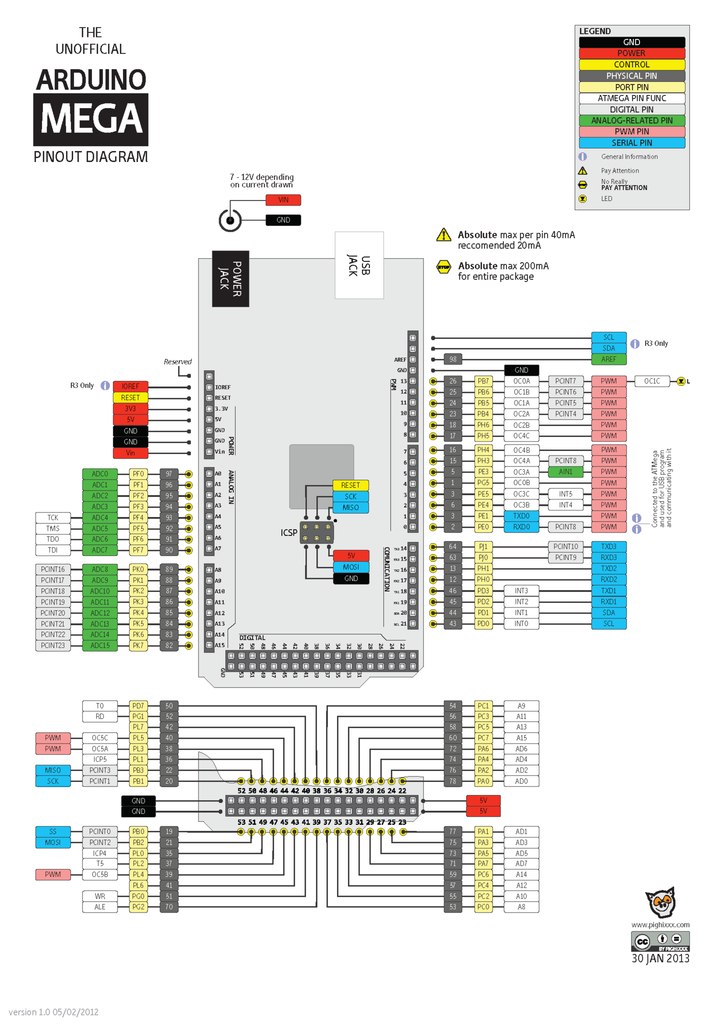 THE
UNOFFICIAL
ARDUINO
MEGA
PINOUT DIAGRAM
LEGEND
GND
POWER
CONTROL
PHYSICAL PIN
PORT PIN
ATMEGA PIN FUNC
DIGITAL PIN
ANALOG-RELATED PIN
PWM PIN
SERIAL PIN
General Information
Pay Attention
No Really
PAY ATTENTION
LED
7 - 12V depending
on current drawn
VIN
GND
Absolute max per pin 40mA
reccomended 20mA
Absolute max 200mA
for entire package
POWER
JACK
USB
JACK
Reserved
R3 Only
IOREF
RESET
3V3
5V
GND
GND
Vin
IOREF
RESET
3.3V
5V
GND
GND
Vin
POWER
ADC0 PF0 97 A0
ADC1 PF1 96 A1
ADC2 PF2 95 A2
ADC3 PF3 94 A3
TCK ADC4 PF4 93 A4
TMS ADC5 PF5 92 A5
TDO ADC6 PF6 91 A6
TDI ADC7 PF7 90 A7
ANALOG IN
PCINT16 ADC8 PK0 89 A8
PCINT17 ADC9 PK1 88 A9
PCINT18 ADC10 PK2 87 A10
PCINT19 ADC11 PK3 86 A11
PCINT20 ADC12 PK4 85 A12
PCINT21 ADC13 PK5 84 A13
PCINT22 ADC14 PK6 83 A14
PCINT23 ADC15 PK7 82 A15
ICSP
RESET
SCK
MISO
5V
MOSI
GND
SCL
SDA
R3 Only
AREF 98 AREF
GND GND
13 26 PB7 OC0A PCINT7 PWM OC1C L
12 25 PB6 OC1B PCINT6 PWM
11 24 PB5 OC1A PCINT5 PWM
10 23 PB4 OC2A PCINT4 PWM
9 18 PH6 OC2B PWM
8 17 PH5 OC4C PWM
PWM
7 16 PH4 OC4B PWM
6 15 PH3 OC4A PCINT8 PWM
5 5 PE3 OC3A AIN1 PWM
4 1 PG5 OC0B PWM
3 PE5 OC3C INT5 PWM
2 6 PE4 OC3B INT4 PWM
1 3 PE1 TXD0 PWM
0 2 PE0 RXD0 PCINT8 PWM
Connected to the ATMega
and used for USB program
and communicating with it
COMUNICATION
TX3 14 64 PJ1 PCINT10 TXD3
RX3 15 63 PJ0 PCINT9 RXD3
TX2 16 13 PH1 TXD2
RX2 17 12 PH0 RXD2
TX1 18 46 PD3 INT3 TXD1
RX1 19 45 PD2 INT2 RXD1
SDA 20 44 PD1 INT1 SDA
SCL 21 43 PD0 INT0 SCL
DIGITAL
52 50 48 46 44 42 40 38 36 34 32 30 28 26 24 22
GND
T0 PD7 50
RD PG1 52
PL7 42
PWM OC5C PL5 40
PWM OC5A PL3 38
ICP5 PL1 36
MISO PCINT3 PB3 22
SCK PCINT1 PB1 20
54 PC1 A9
56 PC3 A11
58 PC5 A13
60 PC7 A15
72 PA6 AD6
74 PA4 AD4
76 PA2 AD2
78 PA0 AD0
52 50 48 46 44 42 40 38 36 34 32 30 28 26 24 22
GND
GND
5V
5V
53 51 49 47 45 43 41 39 37 35 33 31 29 27 25 23
SS PCINT0 PB0 19
MOSI PCINT2 PB2 21
ICP4 PL0 35
T5 PL2 37
PWM OC5B PL4 39
PL6 41
WR PG0 51
ALE PG2 70
77 PA1 AD1
75 PA3 AD3
73 PA5 AD5
71 PA7 AD7
59 PC6 A14
57 PC4 A12
55 PC2 A10
53 PC0 A8
www.pighixxx.com
CC
BY PIGHIXXX
30 JAN 2013
version 1.0 05/02/2012